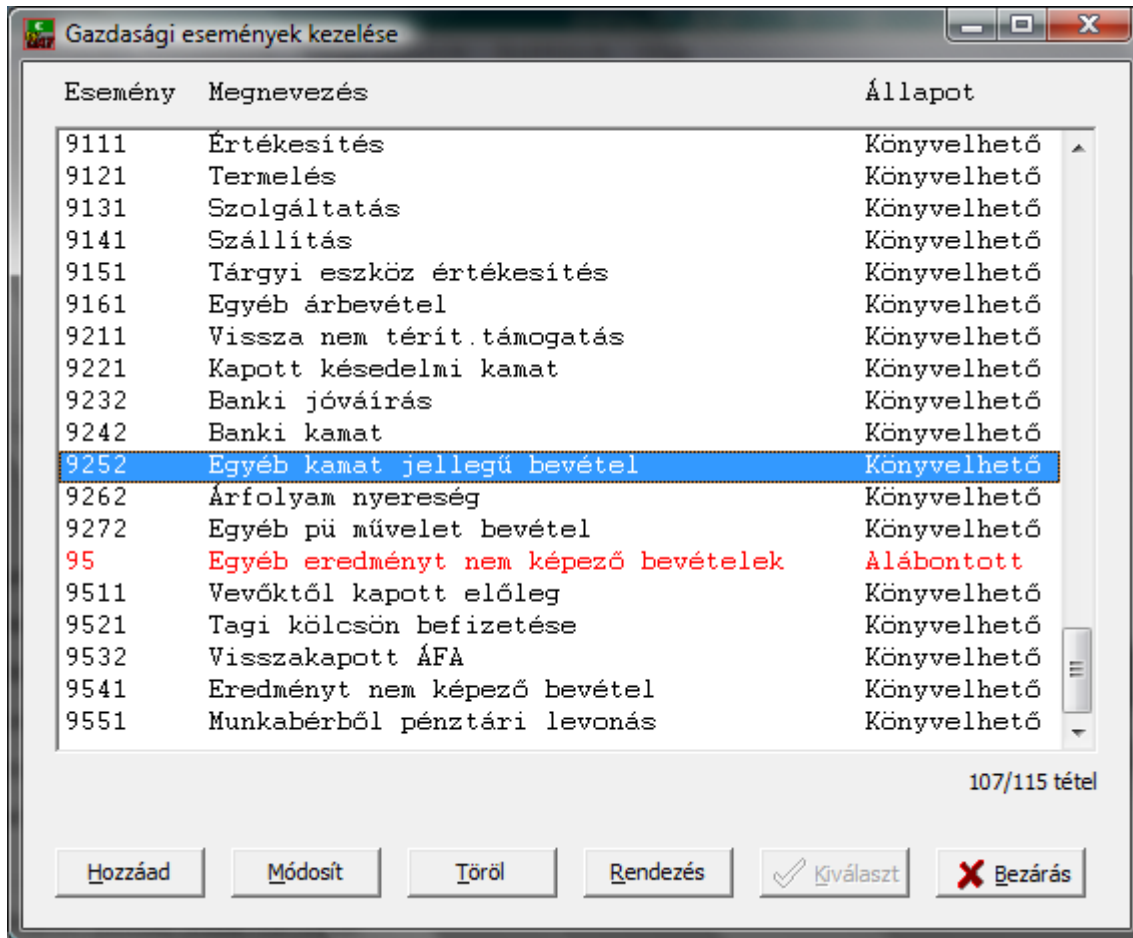 Gazdasági események kezelése
Esemény Megnevezés Állapot
9111 Értékesítés Könyvelhető
9121 Termelés Könyvelhető
9131 Szolgáltatás Könyvelhető
9141 Szállítás Könyvelhető
9151 Tárgyi eszköz értékesítés Könyvelhető
9161 Egyéb árbevétel Könyvelhető
9211 Vissza nem térít.támogatás Könyvelhető
9221 Kapott késedelmi kamat Könyvelhető
9232 Banki jóváírás Könyvelhető
9242 Banki kamat Könyvelhető
9252 Egyéb kamat jellegű bevétel Könyvelhető
9262 Árfolyam nyereség Könyvelhető
9272 Egyéb pü művelet bevétel Könyvelhető
95 Egyéb eredményt nem képező bevételek Alábontott
9511 Vevőktől kapott előleg Könyvelhető
9521 Tagi kölcsön befizetése Könyvelhető
9532 Visszakapott ÁFA Könyvelhető
9541 Eredményt nem képező bevétel Könyvelhető
9551 Munkabérből pénztári levonás Könyvelhető
107/115 tétel
Hozzáad Módosít Töröl Rendezés Kiválaszt Bezárás